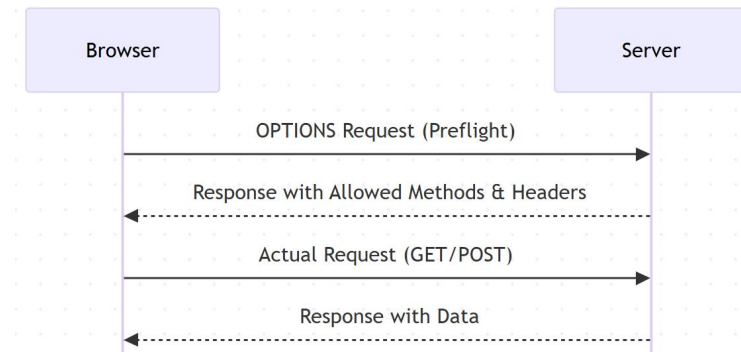 Browser
Server
OPTIONS Request (Preflight)
Response with Allowed Methods & Headers
Actual Request (GET/POST)
Response with Data